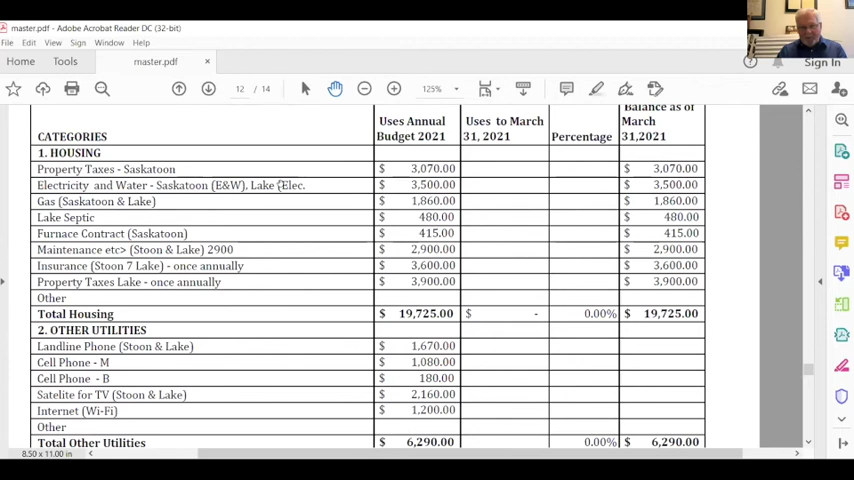 master.pdf - Adobe Acrobat Reader DC (32-bit)
File Edit View Sign Window Help
Home Tools master.pdf × Sign In
12 / 14 125%
CATEGORIES Uses Annual Budget 2021 Uses to March 31, 2021 Percentage Balance as of March 31,2021
1. HOUSING
Property Taxes - Saskatoon $ 3,070.00 $ 3,070.00
Electricity and Water - Saskatoon (E&W). Lake Elec. $ 3,500.00 $ 3,500.00
Gas (Saskatoon & Lake) $ 1,860.00 $ 1,860.00
Lake Septic $ 480.00 $ 480.00
Furnace Contract (Saskatoon) $ 415.00 $ 415.00
Maintenance etc> (Stoon & Lake) 2900 $ 2,900.00 $ 2,900.00
Insurance (Stoon 7 Lake) - once annually $ 3,600.00 $ 3,600.00
Property Taxes Lake - once annually $ 3,900.00 $ 3,900.00
Other
Total Housing $ 19,725.00 $ - 0.00% $ 19,725.00
2. OTHER UTILITIES
Landline Phone (Stoon & Lake) $ 1,670.00
Cell Phone - M $ 1,080.00
Cell Phone - B $ 180.00
Satelite for TV (Stoon & Lake) $ 2,160.00
Internet (Wi-Fi) $ 1,200.00
Other
Total Other Utilities $ 6,290.00 0.00% $ 6,290.00
8.50 x 11.00 in